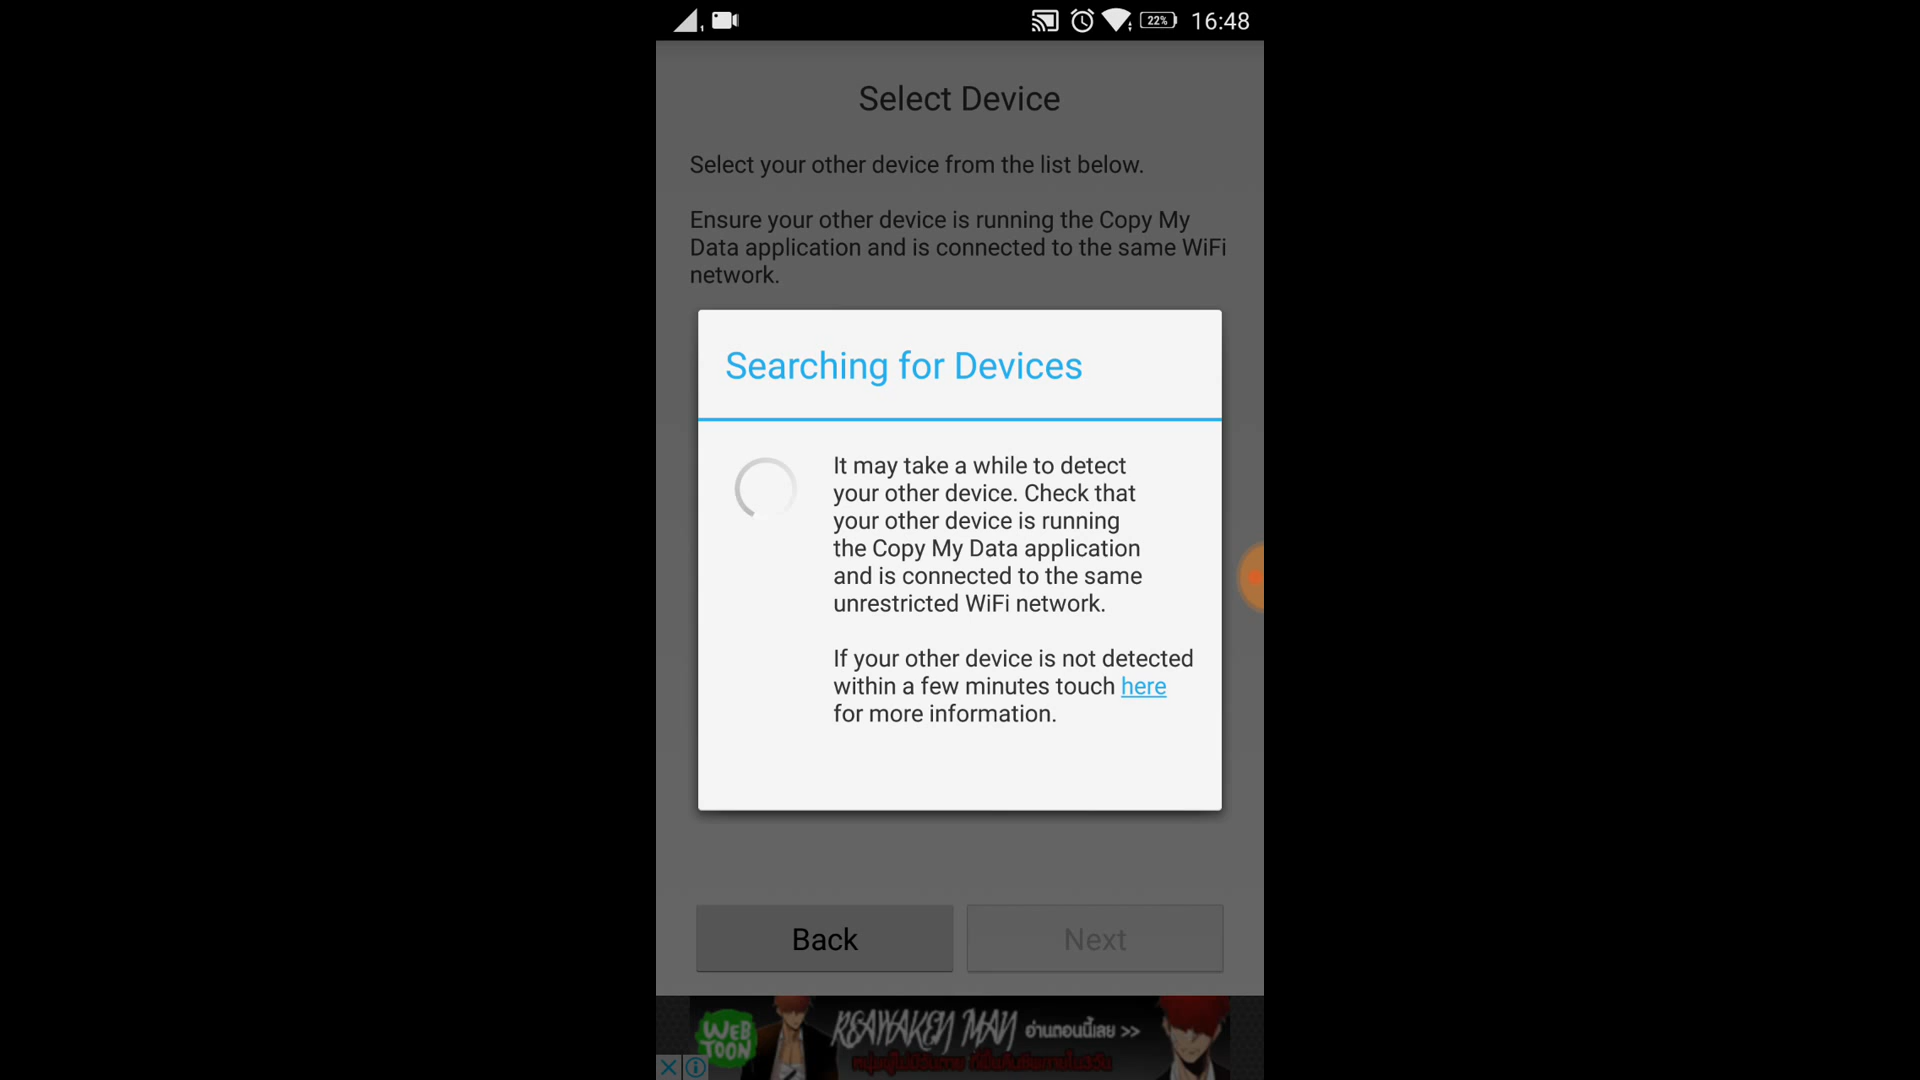 22%
16:48
Select Device
Select your other device from the list below.
Ensure your other device is running the Copy My
Data application and is connected to the same WiFi
network.
Searching for Devices
It may take a while to detect
your other device. Check that
your other device is running
the Copy My Data application
and is connected to the same
unrestricted WiFi network.
If your other device is not detected
within a few minutes touch here
for more information.
Back
Next
WEB
TOON
REAWAKEN MAN อ่านตอนนี้เลย >>